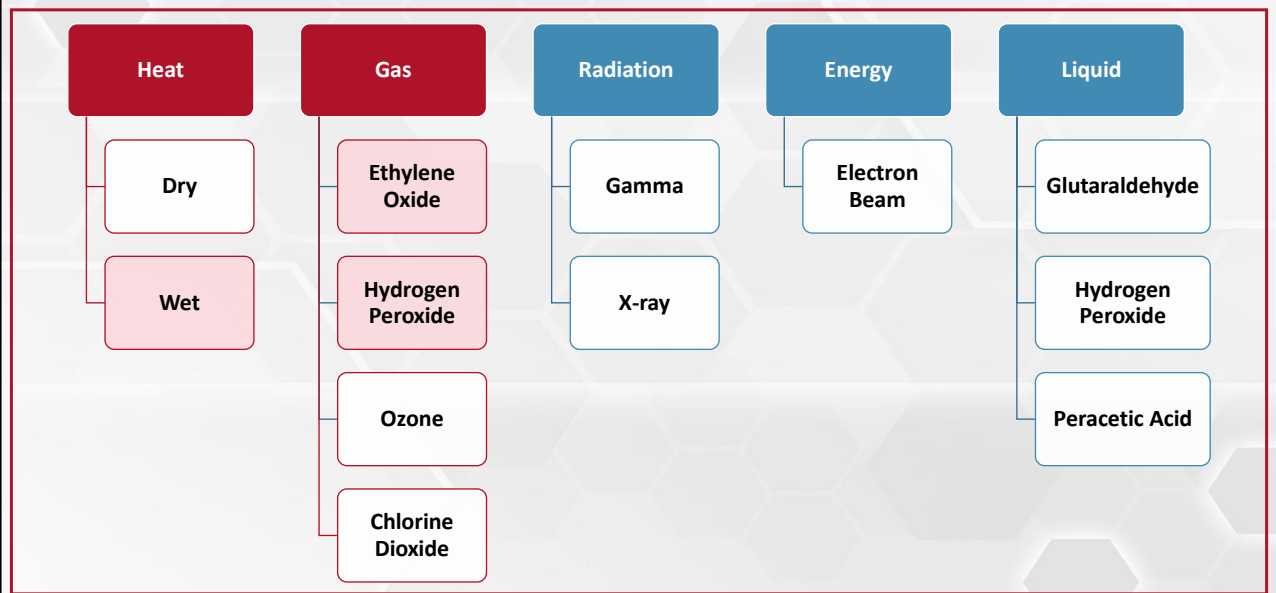 Heat
Dry
Wet
Gas
Ethylene
Oxide
Hydrogen
Peroxide
Ozone
Chlorine
Dioxide
Radiation
Gamma
X-ray
Energy
Electron
Beam
Liquid
Glutaraldehyde
Hydrogen
Peroxide
Peracetic Acid